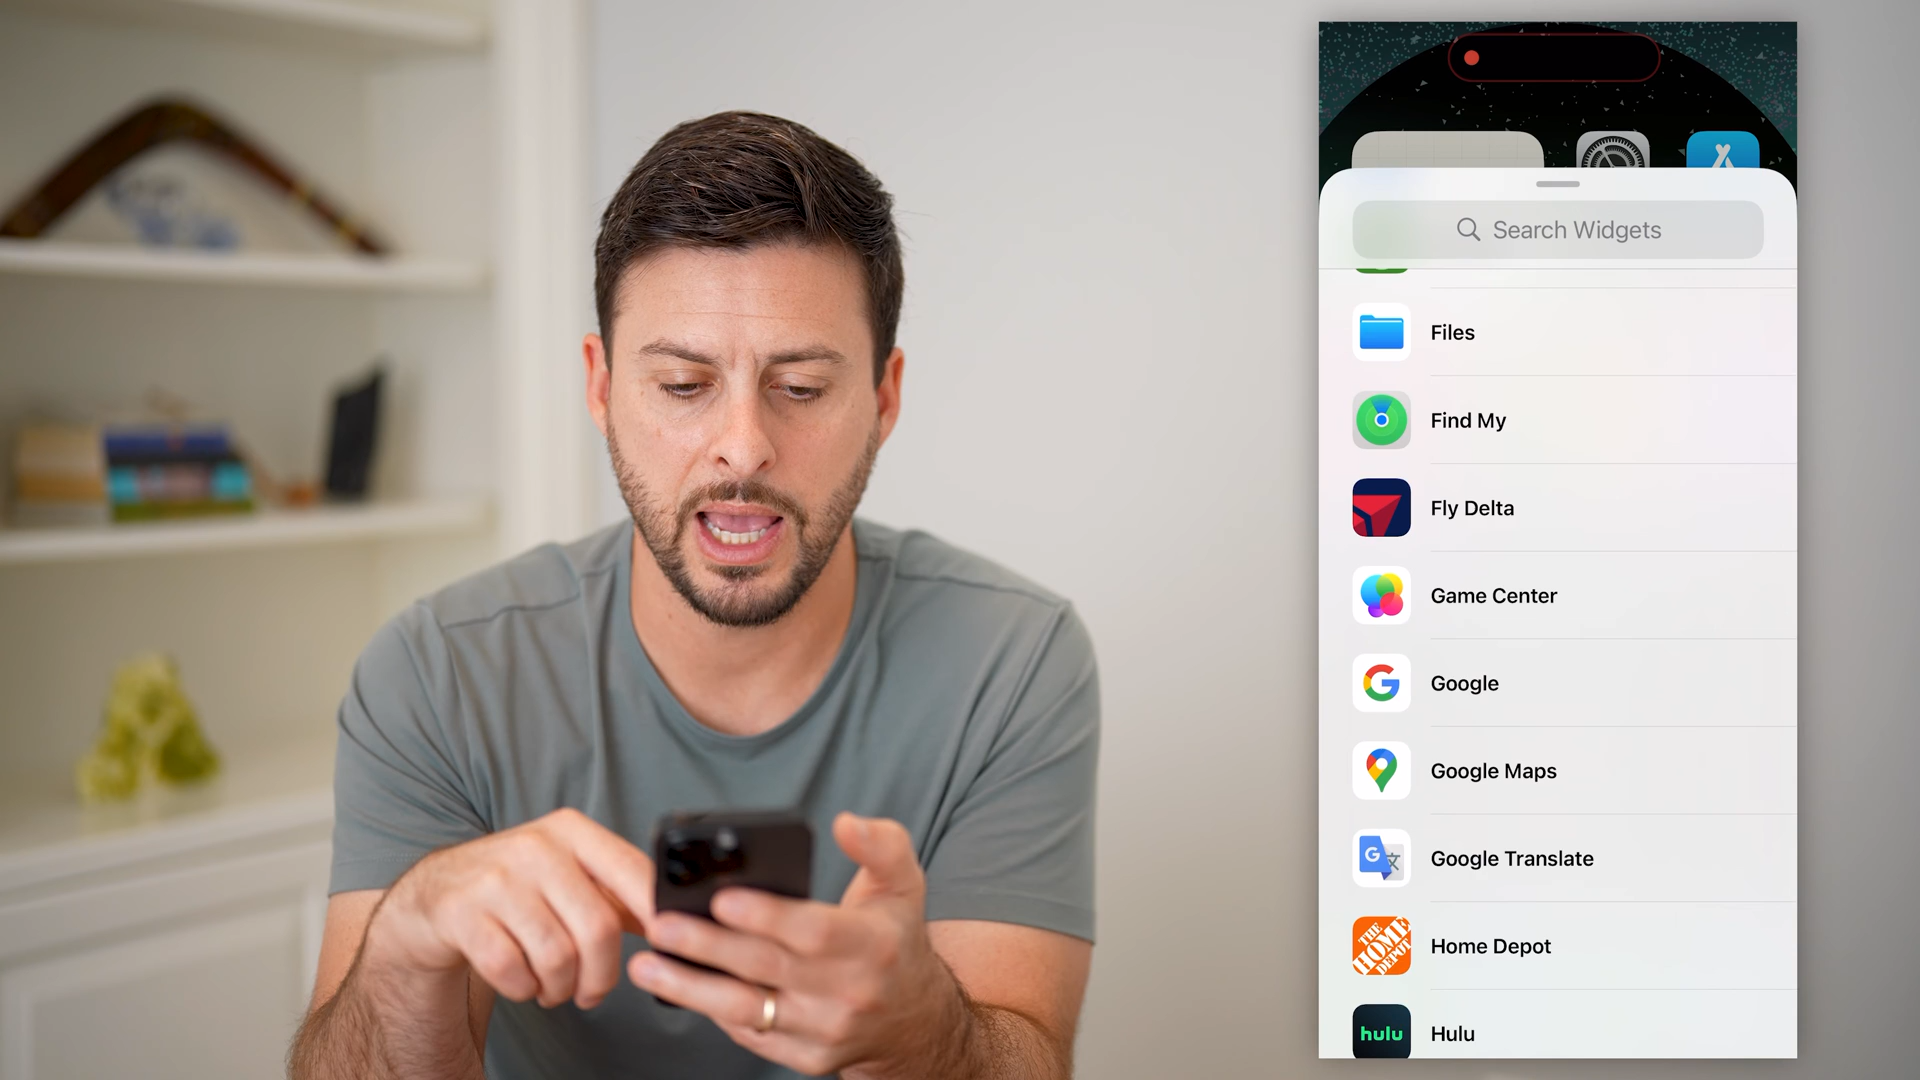 Search Widgets
Files
Find My
Fly Delta
Game Center
Google
Google Maps
G 文
Google Translate
THE HOME DEPOT
Home Depot
hulu
Hulu